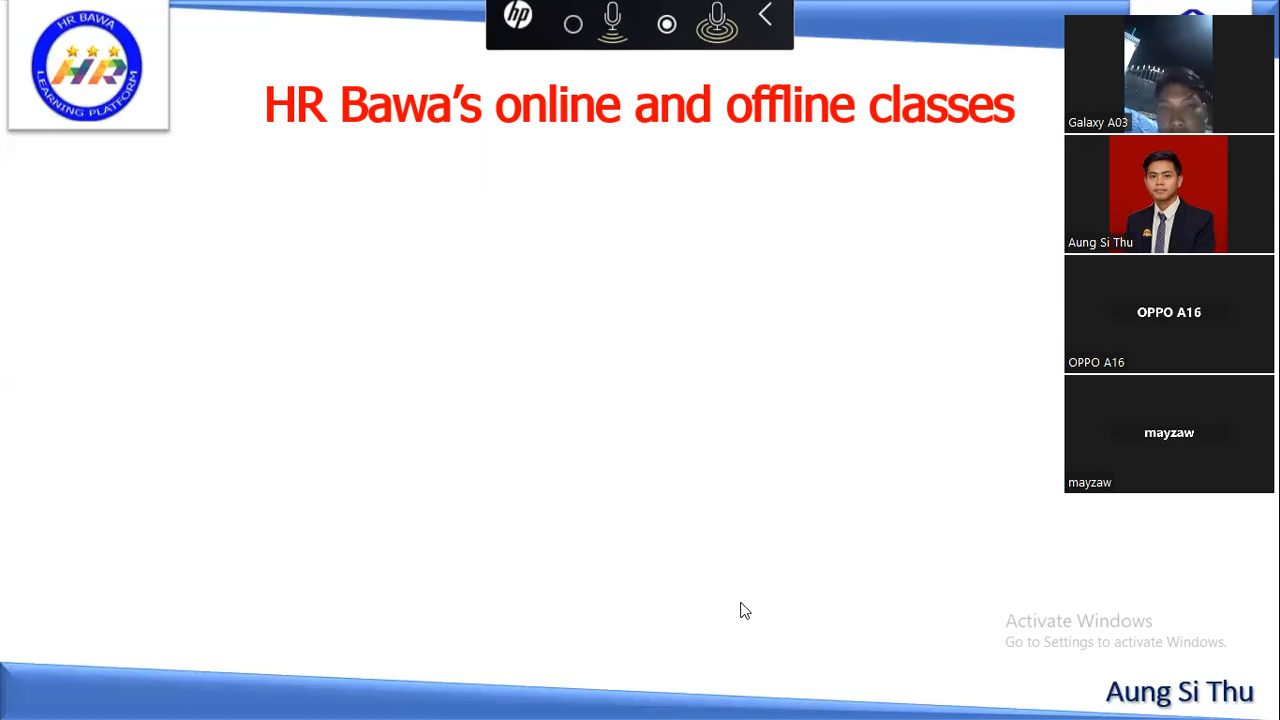 HR BAWA
HR
LEARNING PLATFORM
hp
HR Bawa's online and offline classes
Galaxy A03
Aung Si Thu
OPPO A16
OPPO A16
mayzaw
mayzaw
Activate Windows
Go to Settings to activate Windows.
Aung Si Thu